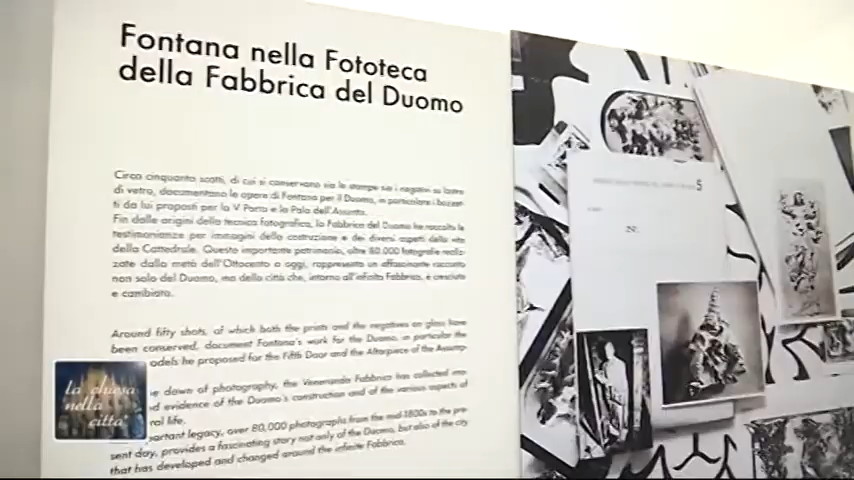 Fontana nella Fototeca
della Fabbrica del Duomo
Circa cinquanta scatti, di cui si conservano sia le stampe sia i negativi su lastre
di vetro, documentano le opere di Fontana per il Duomo, in particolare i bozzet-
ti da lui proposti per la V Porta e la Pala dell'Assunta.
Fin dalle origini della tecnica fotografica, la Fabbrica del Duomo ha raccolto le
testimonianze per immagini della costruzione e dei diversi aspetti della vita
della Cattedrale. Questo importante patrimonio, oltre 80.000 fotografie realiz-
zate dalla metà dell'Ottocento a oggi, rappresenta un affascinante racconto
non solo del Duomo, ma della città che, intorno all'infinita Fabbrica, è cresciuta
e cambiata.
Around fifty shots, of which both the prints and the negatives on glass have
been conserved, document Fontana's work for the Duomo, in particular the
odels he proposed for the Fifth Door and the Altarpiece of the Assump-
e dawn of photography, the Veneranda Fabbrica has collected
d evidence of the Duomo's construction and of the various aspects of
ral life.
portant legacy, over 80,000 photographs from the mid-1800s to the pre-
sent day, provides a fascinating story not only of the Duomo, but also of the city
that has developed and changed around the infinite Fabbrica.
la chiesa
nella
città
5